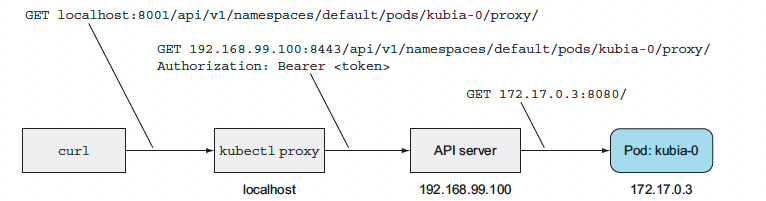 GET localhost:8001/api/v1/namespaces/default/pods/kubia-0/proxy/
GET 192.168.99.100:8443/api/v1/namespaces/default/pods/kubia-0/proxy/
Authorization: Bearer <token>
GET 172.17.0.3:8080/
curl
kubectl proxy
API server
Pod: kubia-0
localhost
192.168.99.100
172.17.0.3